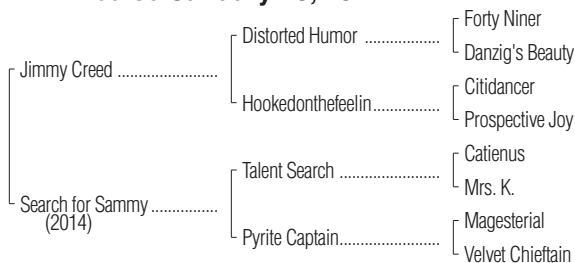 Forty Niner
Distorted Humor ..................
Danzig's Beauty
Jimmy Creed ........................
Citidancer
Hookedonthefeelin................
Prospective Joy
Catienus
Talent Search ........................
Mrs. K.
Search for Sammy ................
(2014)
Magesterial
Pyrite Captain........................
Velvet Chieftain